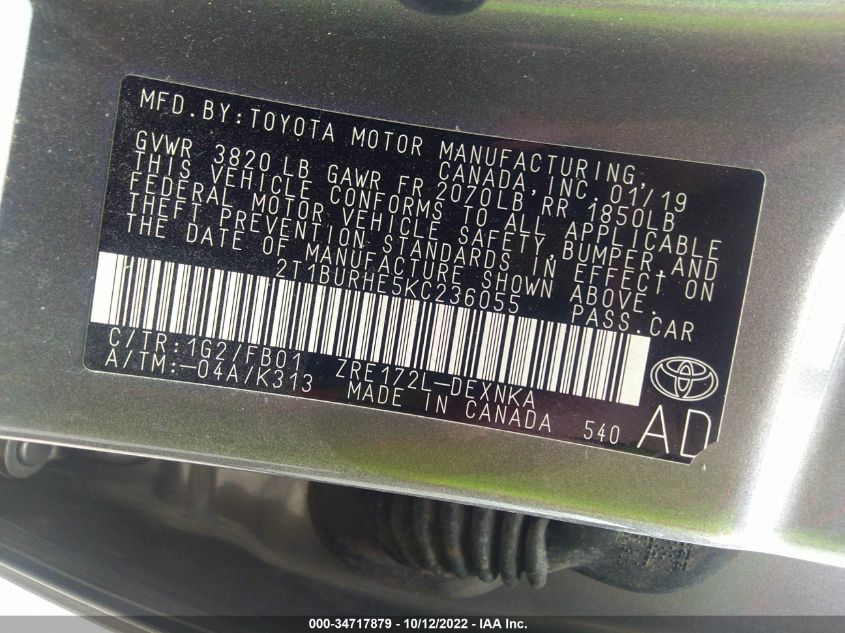 MFD.BY:TOYOTA MOTOR MANUFACTURING,
CANADA,INC. 01/19
GVWR 3820 LB GAWR FR 2070LB RR 1850LB
THIS VEHICLE CONFORMS TO ALL APPLICABLE
FEDERAL MOTOR VEHICLE SAFETY,BUMPER,AND
THEFT PREVENTION STANDARDS IN EFFECT ON
THE DATE OF MANUFACTURE SHOWN ABOVE.
2T1BURHE5KC236055 PASS.CAR
C/TR:1G2/FB01 ZRE172L-DEXNKA
A/TM:-04A/K313 MADE IN CANADA 540 AD
000-34717879 - 10/12/2022 - IAA Inc.